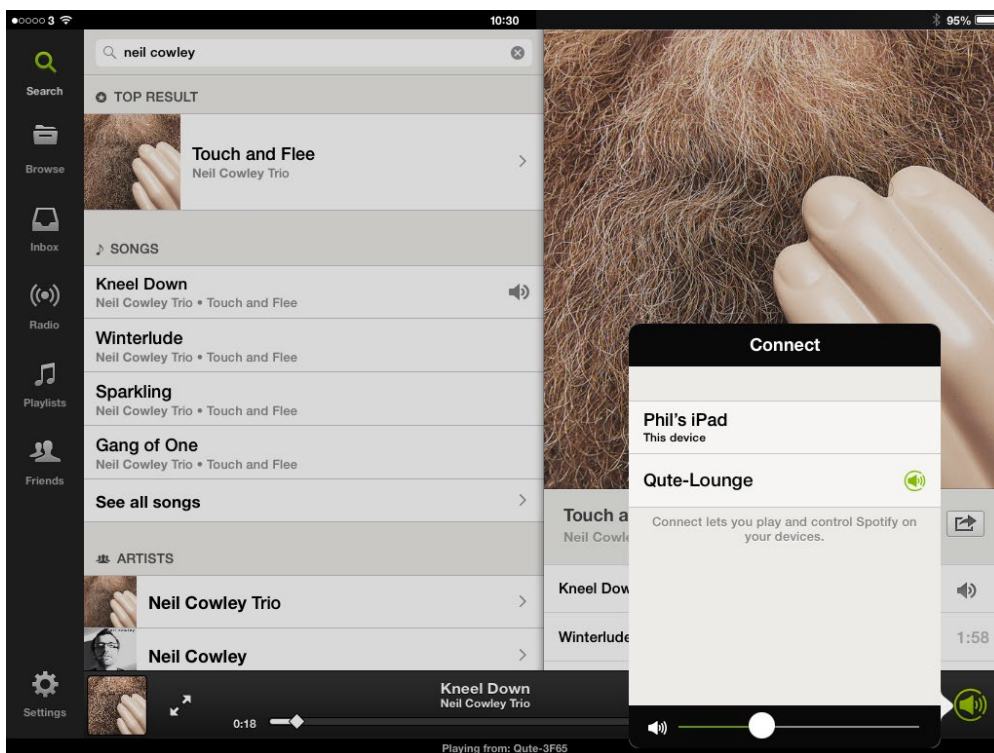 3
10:30
95%
Search
Browse
Inbox
Radio
Playlists
Friends
Settings
neil cowley
TOP RESULT
Touch and Flee
Neil Cowley Trio
SONGS
Kneel Down
Neil Cowley Trio • Touch and Flee
Winterlude
Neil Cowley Trio • Touch and Flee
Sparkling
Neil Cowley Trio • Touch and Flee
Gang of One
Neil Cowley Trio • Touch and Flee
See all songs
ARTISTS
Neil Cowley Trio
Neil Cowley
Touch a
Neil Cowle
Kneel Dow
Winterlude
1:58
Connect
Phil's iPad
This device
Qute-Lounge
Connect lets you play and control Spotify on
your devices.
Kneel Down
Neil Cowley Trio
0:18
Playing from: Qute-3F65